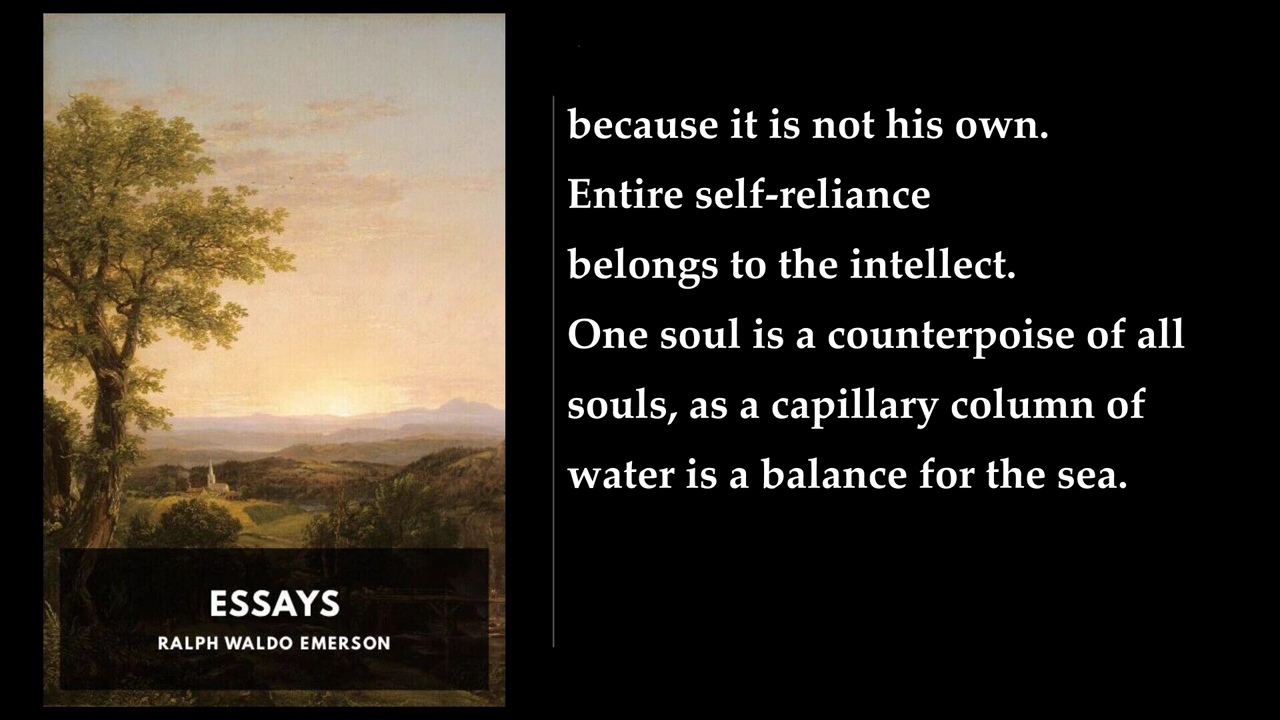 ESSAYS
RALPH WALDO EMERSON
because it is not his own.
Entire self-reliance
belongs to the intellect.
One soul is a counterpoise of all
souls, as a capillary column of
water is a balance for the sea.